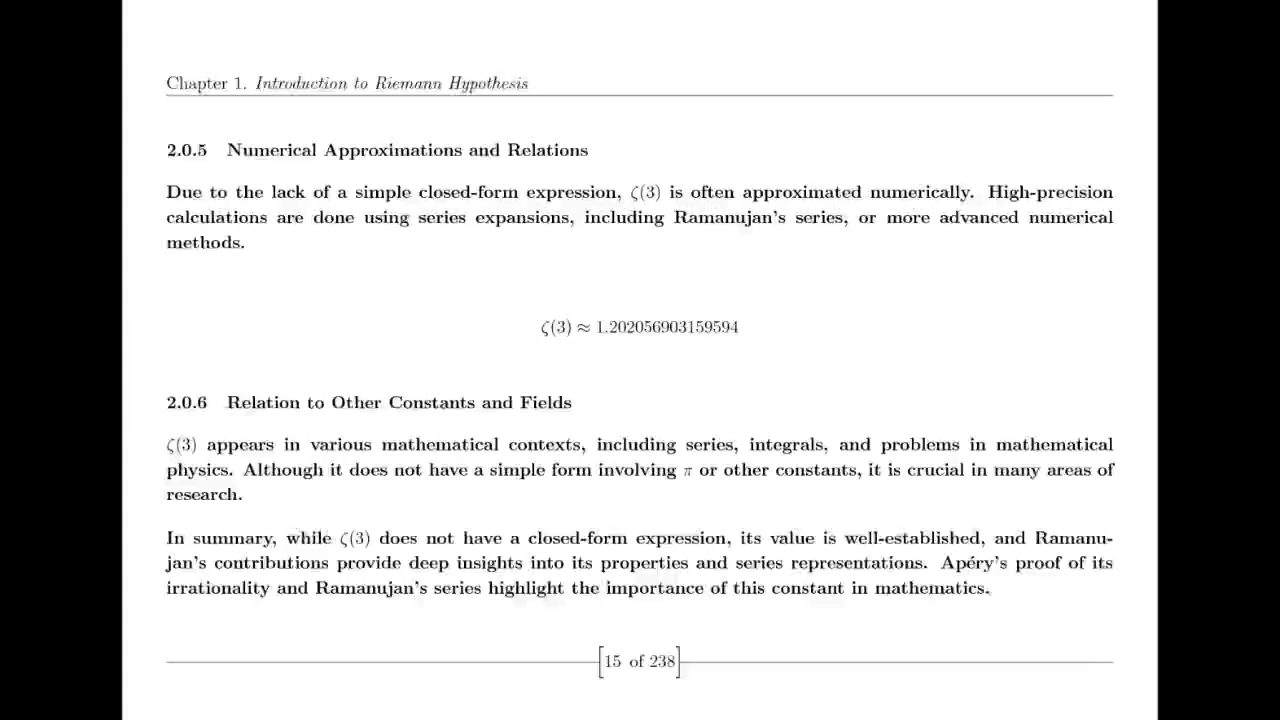 Chapter 1. Introduction to Riemann Hypothesis
2.0.5 Numerical Approximations and Relations
Due to the lack of a simple closed-form expression, ζ(3) is often approximated numerically. High-precision
calculations are done using series expansions, including Ramanujan's series, or more advanced numerical
methods.
ζ(3) ≈ 1.202056903159594
2.0.6 Relation to Other Constants and Fields
ζ(3) appears in various mathematical contexts, including series, integrals, and problems in mathematical
physics. Although it does not have a simple form involving π or other constants, it is crucial in many areas of
research.
In summary, while ζ(3) does not have a closed-form expression, its value is well-established, and Ramanu-
jan's contributions provide deep insights into its properties and series representations. Apéry's proof of its
irrationality and Ramanujan's series highlight the importance of this constant in mathematics.
[15 of 238]